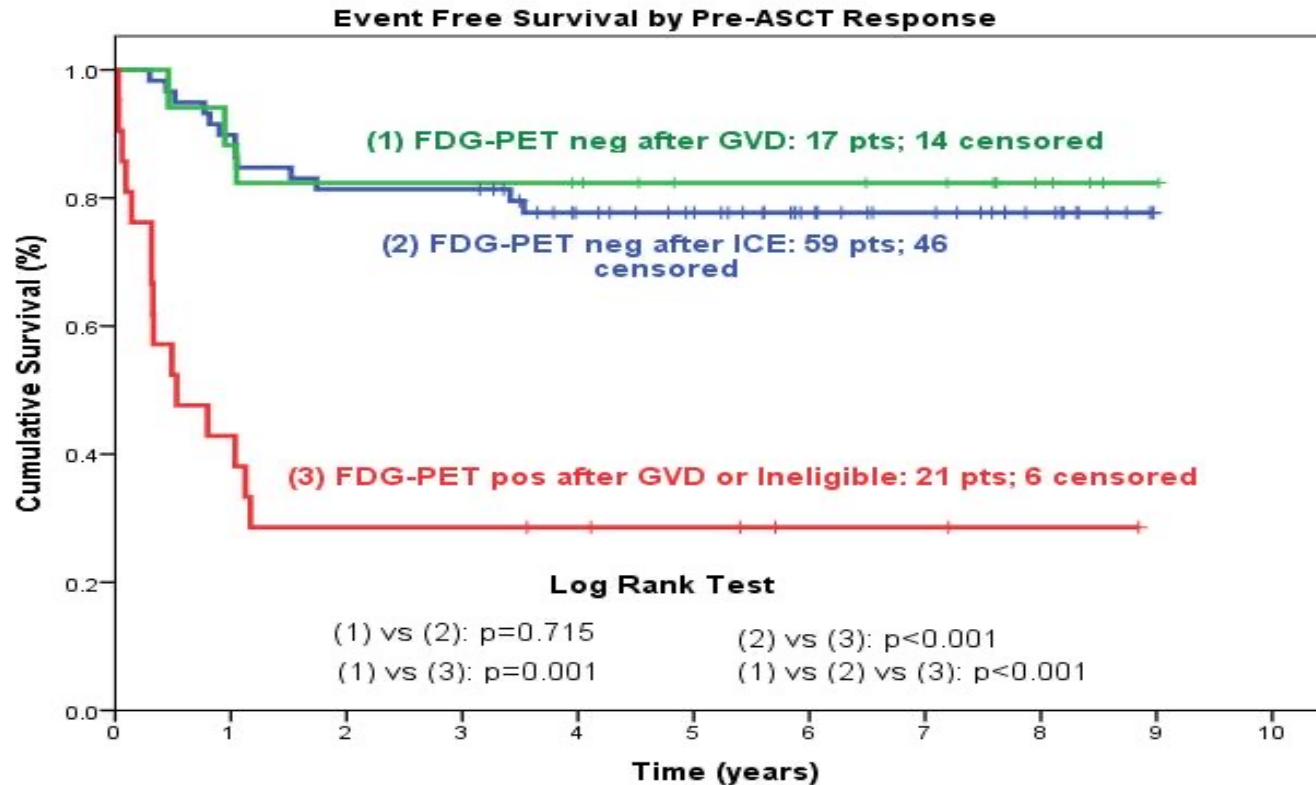 Event Free Survival by Pre-ASCT Response
Cumulative Survival (%)
1.0
0.8
0.6
0.4
0.2
0.0
(1) FDG-PET neg after GVD: 17 pts; 14 censored
(2) FDG-PET neg after ICE: 59 pts; 46
censored
(3) FDG-PET pos after GVD or Ineligible: 21 pts; 6 censored
Log Rank Test
(1) vs (2): p=0.715
(2) vs (3): p<0.001
(1) vs (3): p=0.001
(1) vs (2) vs (3): p<0.001
0 1 2 3 4 5 6 7 8 9 10
Time (years)